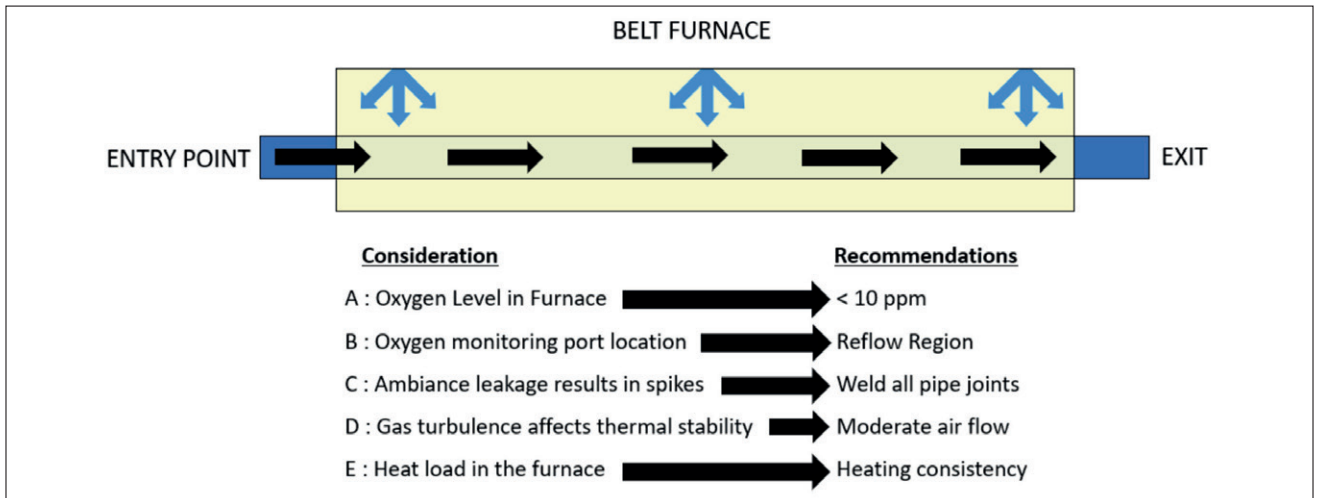 BELT FURNACE
ENTRY POINT
EXIT
Consideration Recommendations
A : Oxygen Level in Furnace < 10 ppm
B : Oxygen monitoring port location Reflow Region
C : Ambiance leakage results in spikes Weld all pipe joints
D : Gas turbulence affects thermal stability Moderate air flow
E : Heat load in the furnace Heating consistency